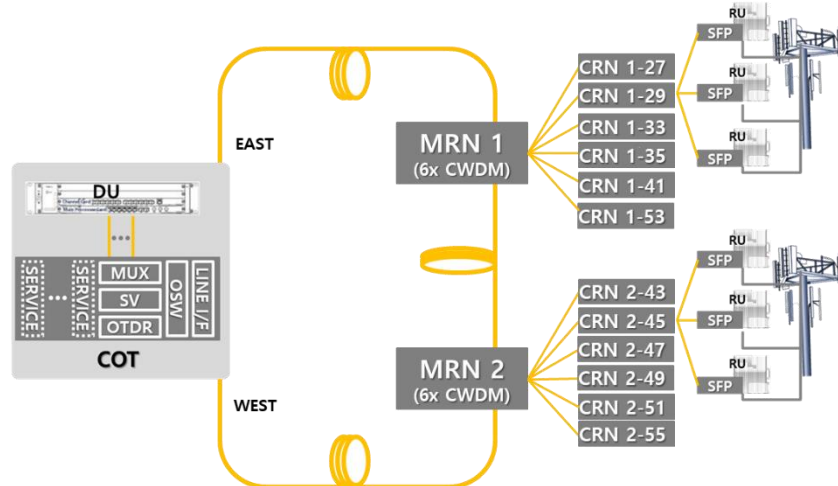 EAST
WEST
DU
SERVICE
SERVICE
MUX
SV
OTDR
OSW
LINE I/F
COT
MRN 1
(6x CWDM)
CRN 1-27
CRN 1-29
CRN 1-33
CRN 1-35
CRN 1-41
CRN 1-53
RU
SFP
RU
SFP
RU
SFP
MRN 2
(6x CWDM)
CRN 2-43
CRN 2-45
CRN 2-47
CRN 2-49
CRN 2-51
CRN 2-55
RU
SFP
RU
SFP
RU
SFP